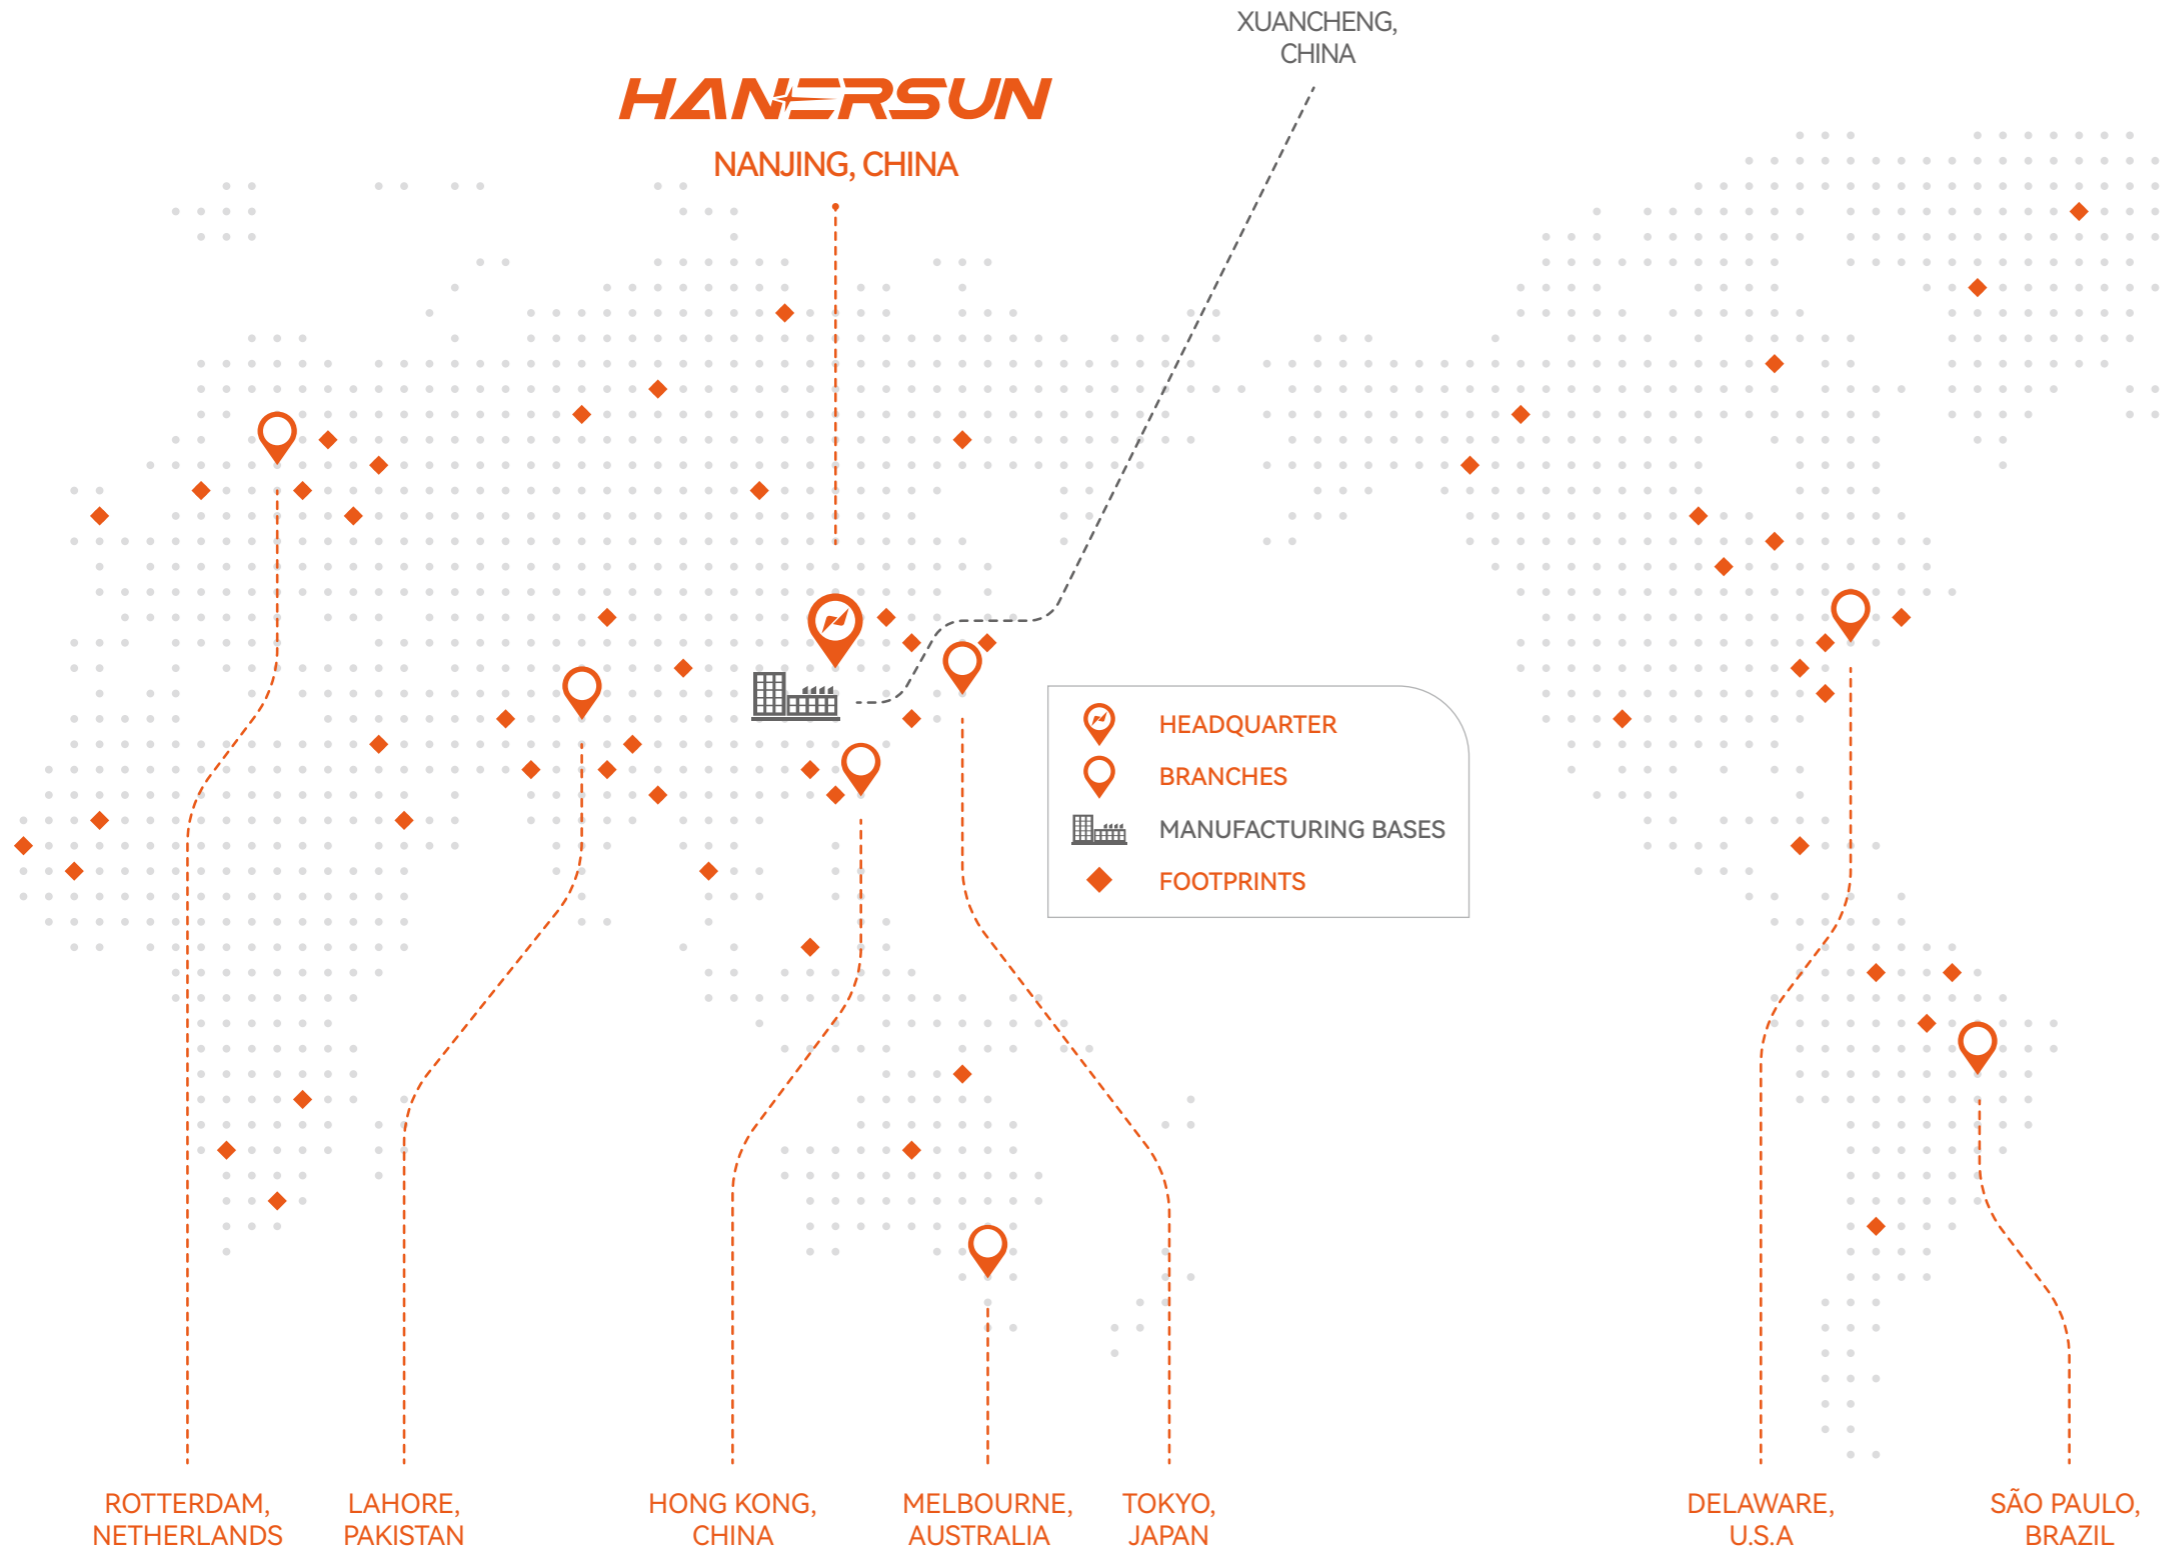 XUANCHENG,
CHINA
HANERSUN
NANJING, CHINA
HEADQUARTER
BRANCHES
MANUFACTURING BASES
FOOTPRINTS
ROTTERDAM,
NETHERLANDS
LAHORE,
PAKISTAN
HONG KONG,
CHINA
MELBOURNE,
AUSTRALIA
TOKYO,
JAPAN
DELAWARE,
U.S.A
SÃO PAULO,
BRAZIL